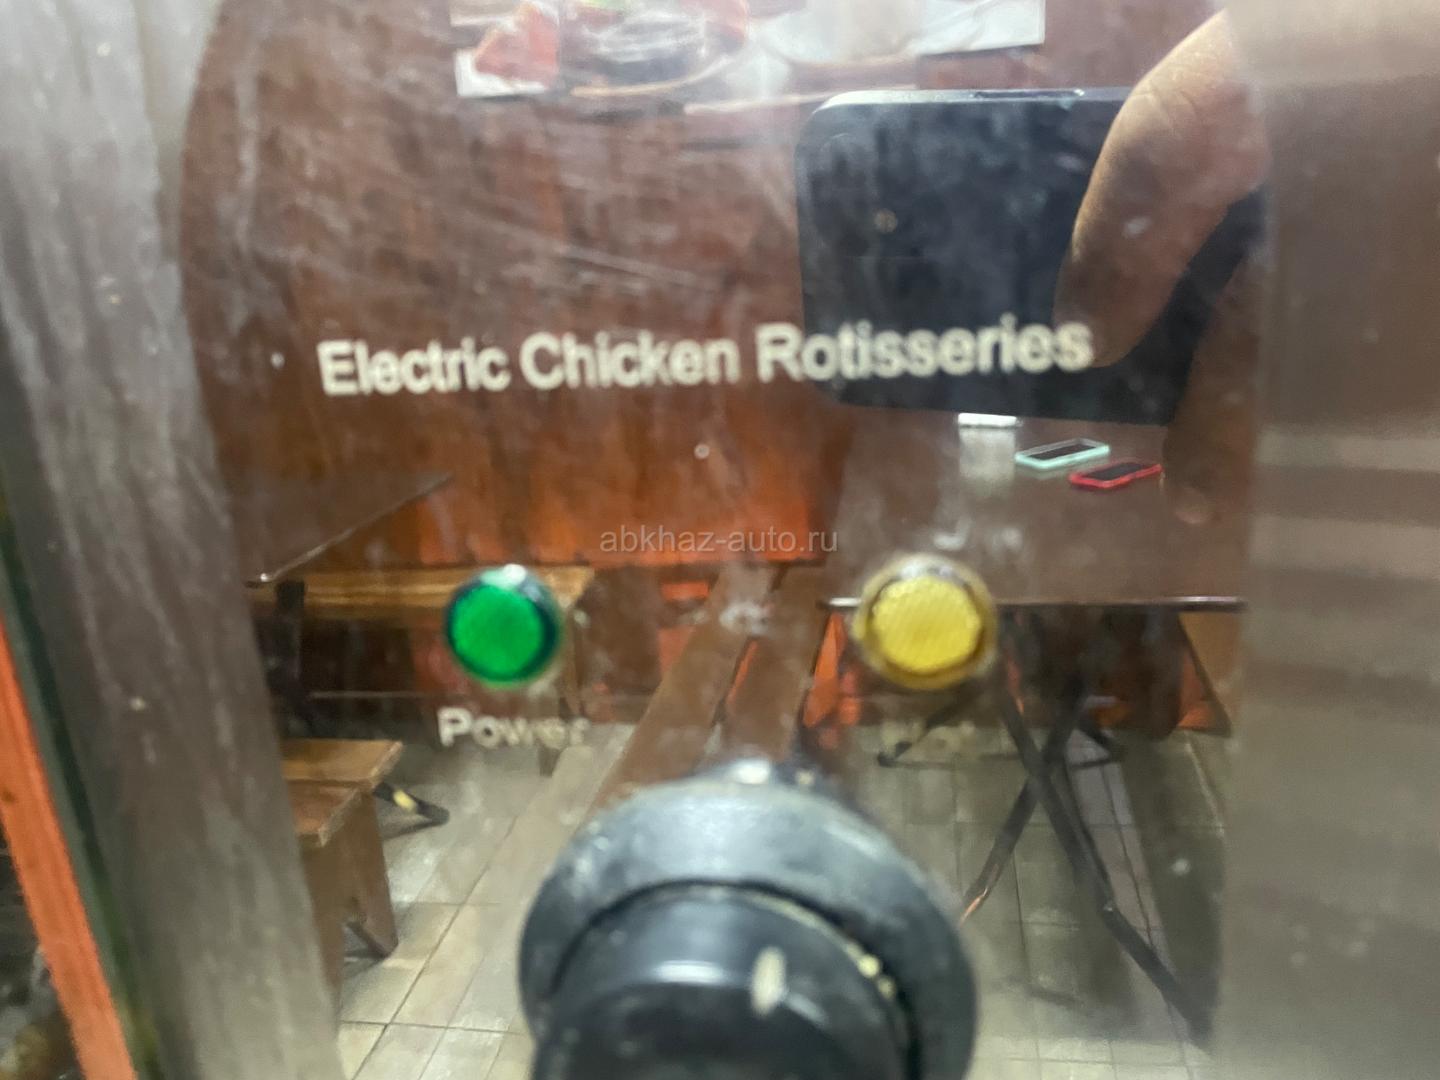 Electric Chicken Rotisseries
abkhaz-auto.ru
Power